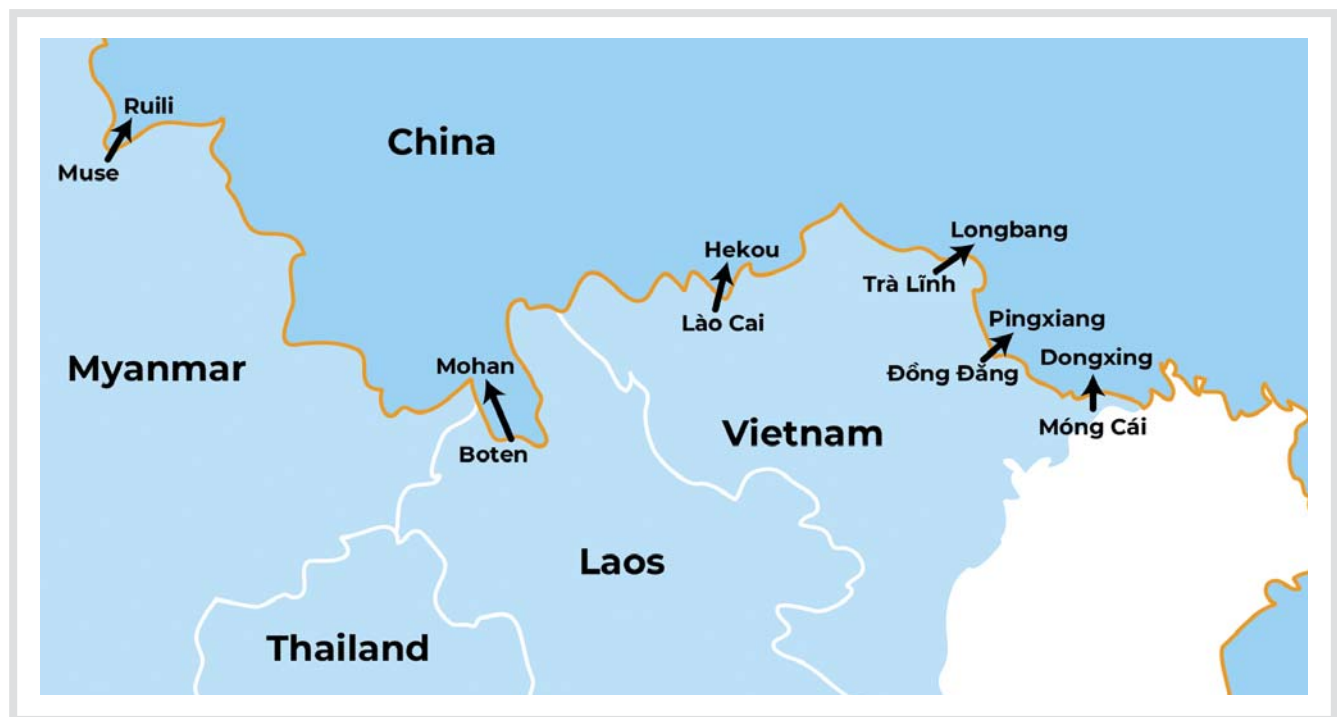 Ruili
China
Muse
Longbang
Hekou
Trà Lĩnh
Lào Cai
Pingxiang
Mohan
Dongxing
Myanmar
Đồng Đăng
Vietnam
Móng Cái
Boten
Laos
Thailand